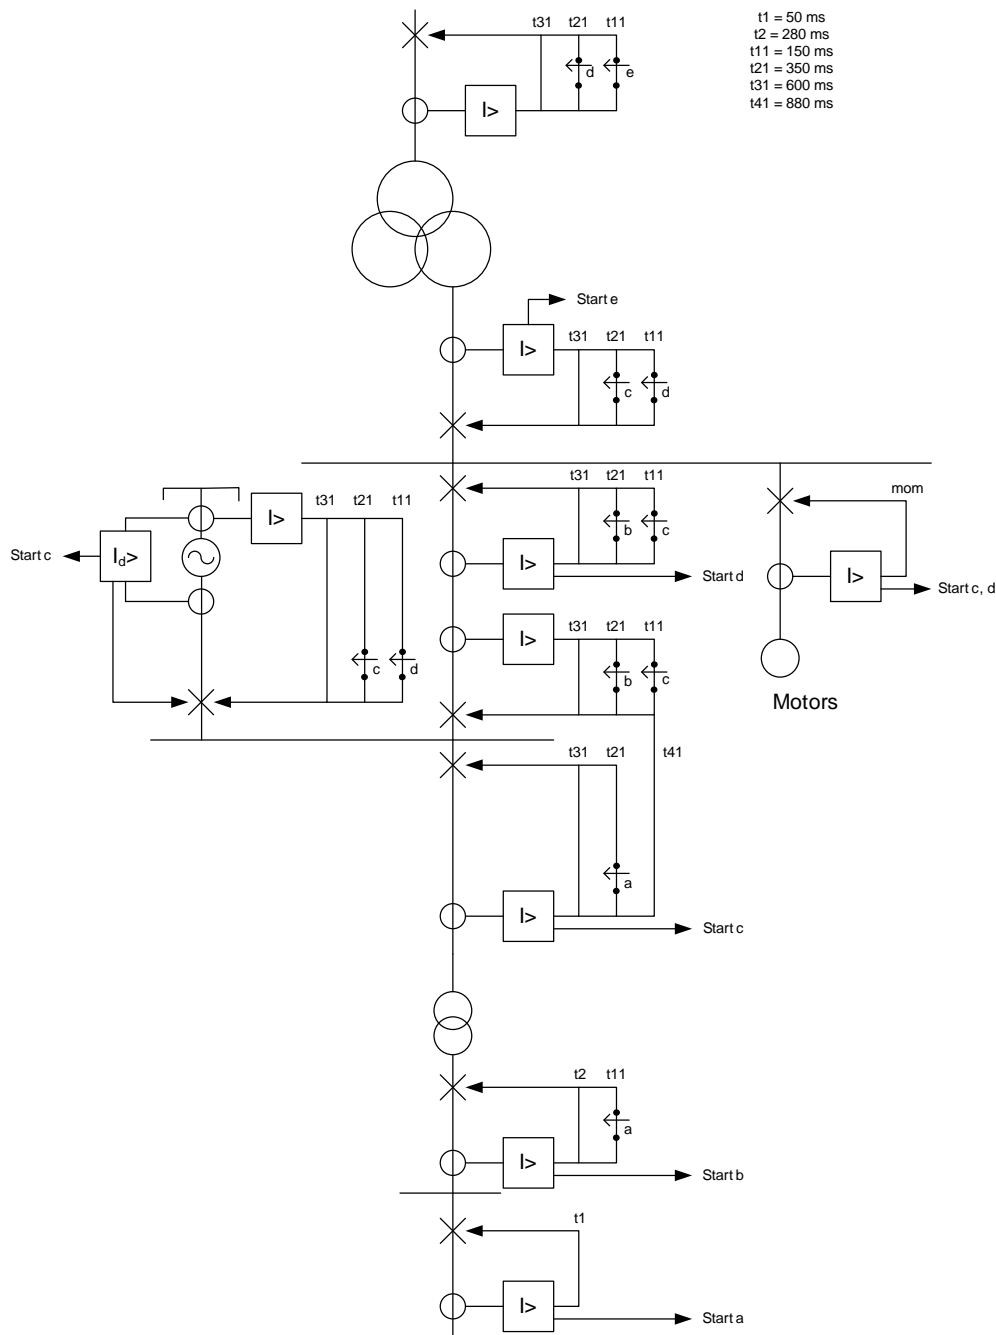 t31 t21 t11
t1 = 50 ms
t2 = 280 ms
t11 = 150 ms
t21 = 350 ms
t31 = 600 ms
t41 = 880 ms
d e
I>
Start e
t31 t21 t11
I>
c d
t31 t21 t11
b c
mom
I>
Start d
I>
Start c, d
Motors
t31 t21 t11
I>
Start c
Id>
c d
t31 t21 t11
I>
b c
t31 t21 t41
a
I>
Start c
t2 t11
a
I>
Start b
t1
I>
Start a